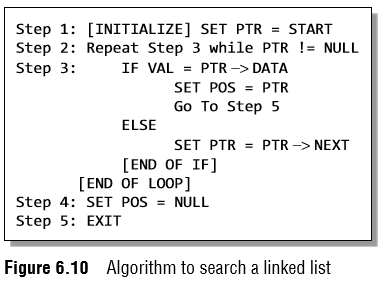 Step 1: [INITIALIZE] SET PTR = START
Step 2: Repeat Step 3 while PTR != NULL
Step 3: IF VAL = PTR->DATA
SET POS = PTR
Go To Step 5
ELSE
SET PTR = PTR->NEXT
[END OF IF]
[END OF LOOP]
Step 4: SET POS = NULL
Step 5: EXIT
Figure 6.10 Algorithm to search a linked list